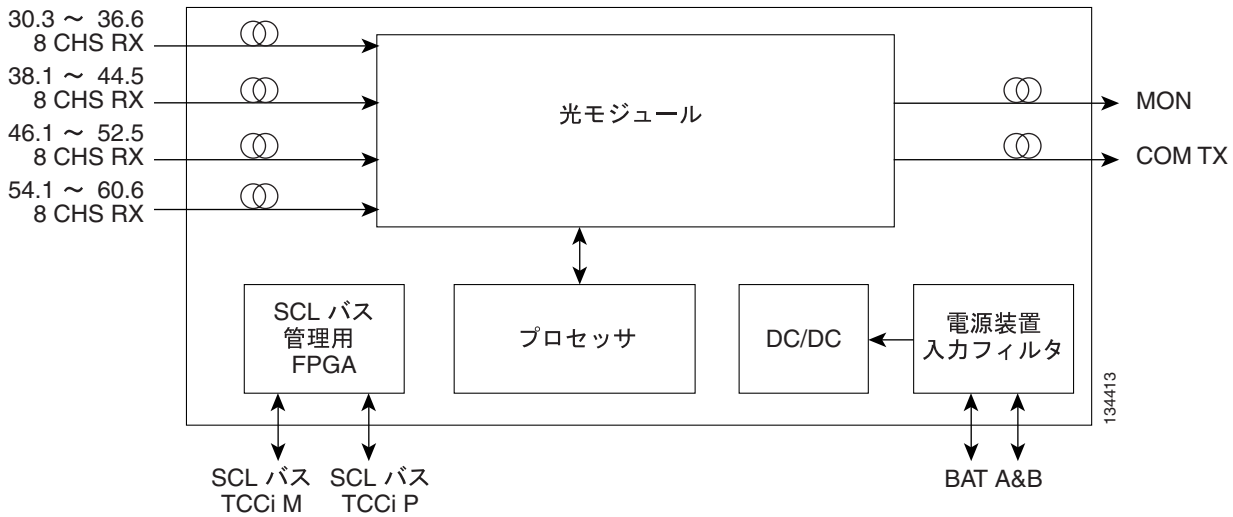 30.3 ～ 36.6
8 CHS RX
38.1 ～ 44.5
8 CHS RX
46.1 ～ 52.5
8 CHS RX
54.1 ～ 60.6
8 CHS RX
光モジュール
MON
COM TX
SCL バス
管理用
FPGA
プロセッサ
DC/DC
電源装置
入力フィルタ
SCL バス
TCCi M
SCL バス
TCCi P
BAT A&B
134413